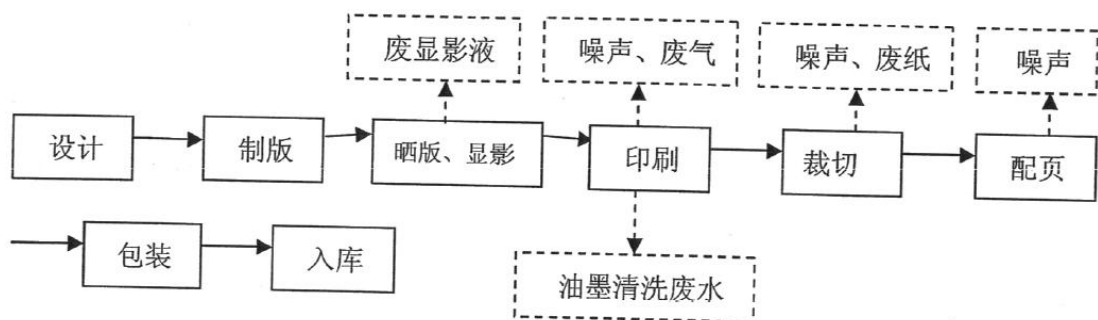 废显影液
噪声、废气
噪声、废纸
噪声
设计
制版
晒版、显影
印刷
裁切
配页
包装
入库
油墨清洗废水